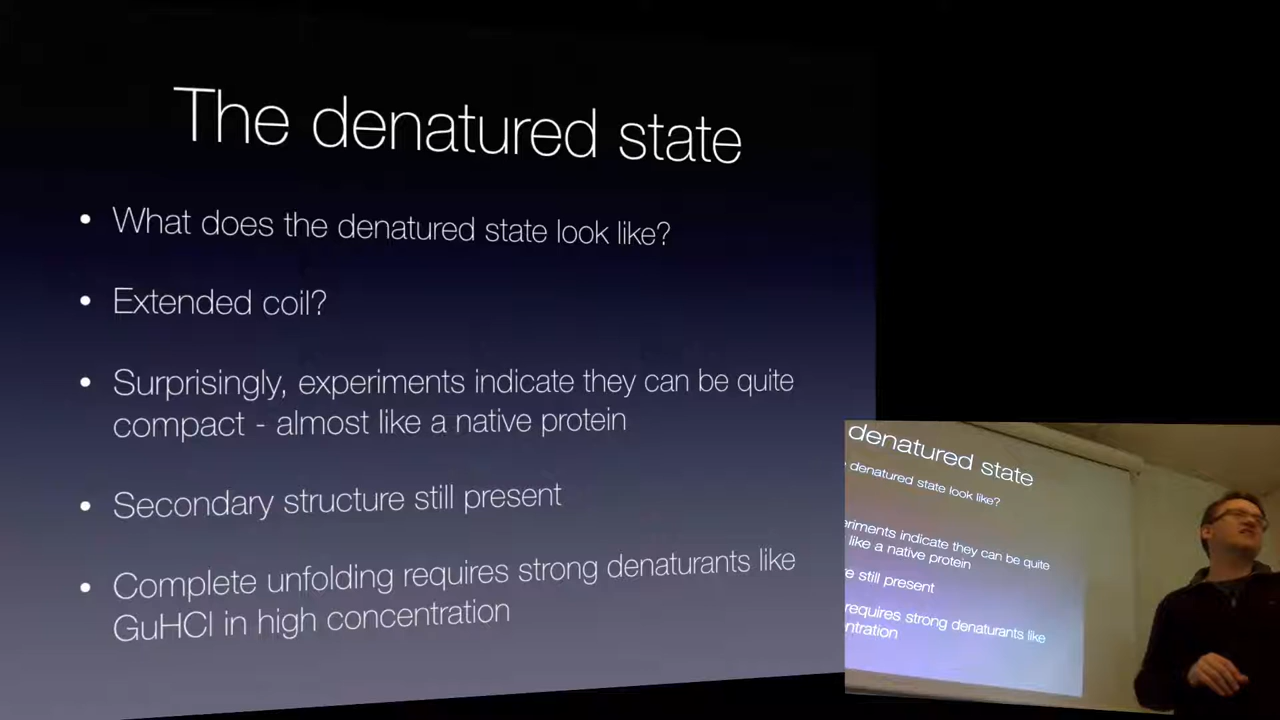 The denatured state
• What does the denatured state look like?
• Extended coil?
• Surprisingly, experiments indicate they can be quite
compact - almost like a native protein
• Secondary structure still present
• Complete unfolding requires strong denaturants like
GuHCl in high concentration
denatured state
denatured state look like?
experiments indicate they can be quite
like a native protein
still present
requires strong denaturants like